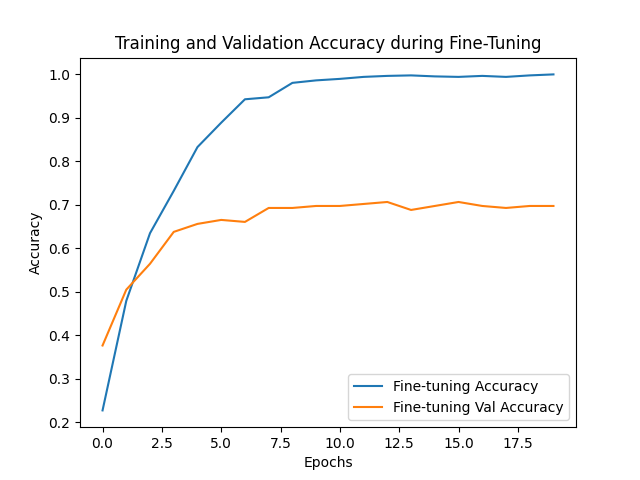 Training and Validation Accuracy during Fine-Tuning
1.0
0.9
0.8
0.7
0.6
0.5
0.4
0.3
0.2
Accuracy
Fine-tuning Accuracy
Fine-tuning Val Accuracy
0.0 2.5 5.0 7.5 10.0 12.5 15.0 17.5
Epochs